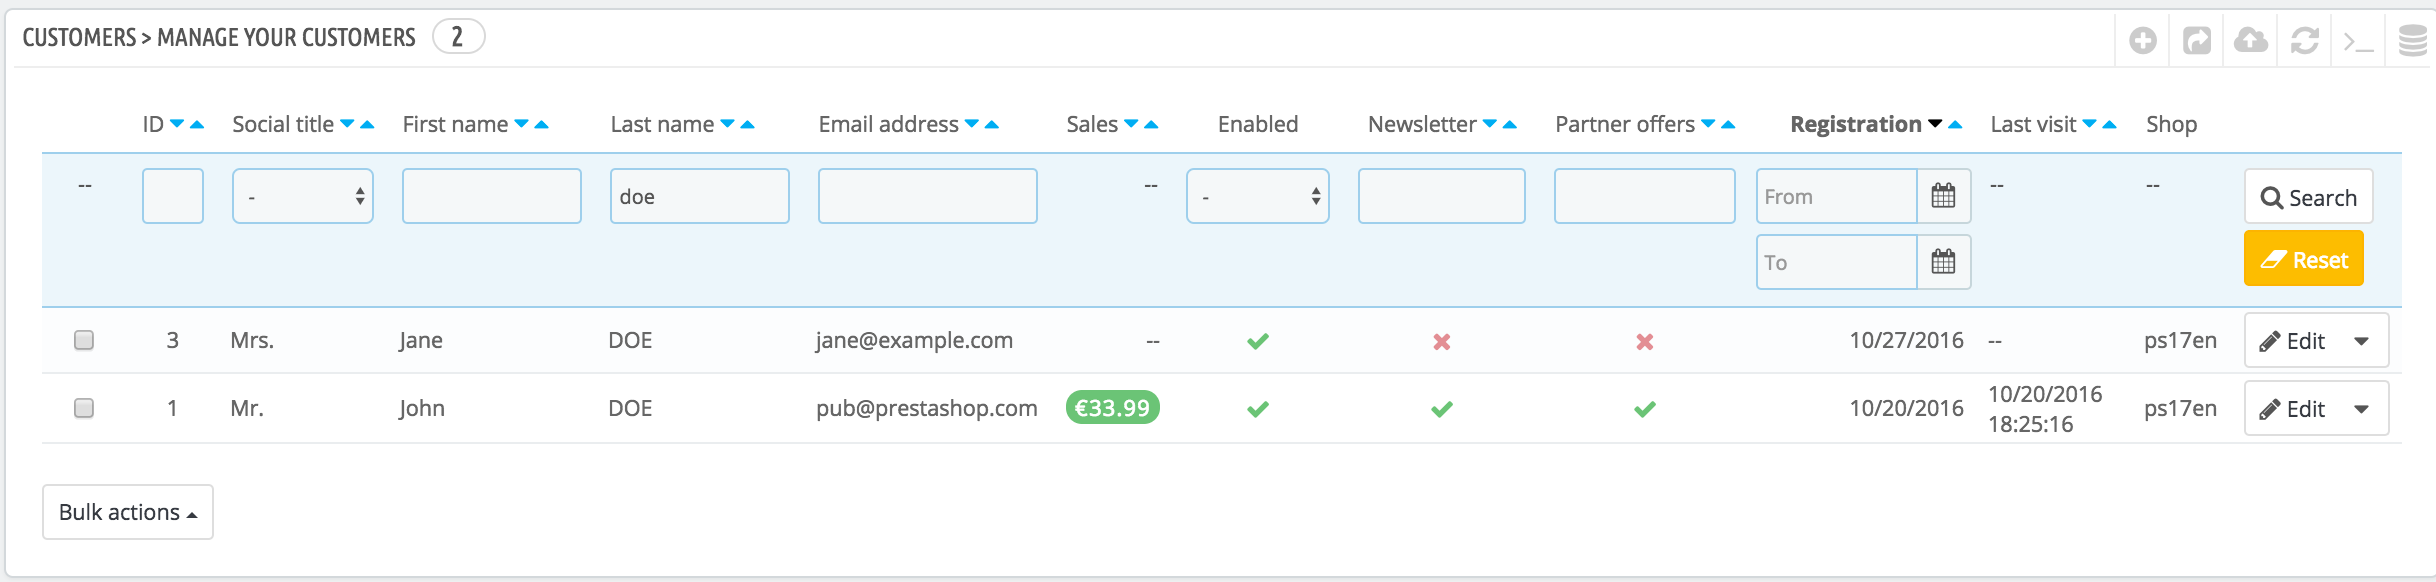 CUSTOMERS > MANAGE YOUR CUSTOMERS 2
ID Social title First name Last name Email address Sales Enabled Newsletter Partner offers Registration Last visit Shop
-- - doe -- - From -- -- Search
To Reset
3 Mrs. Jane DOE jane@example.com -- 10/27/2016 -- ps17en Edit
1 Mr. John DOE pub@prestashop.com €33.99 10/20/2016 10/20/2016 18:25:16 ps17en Edit
Bulk actions